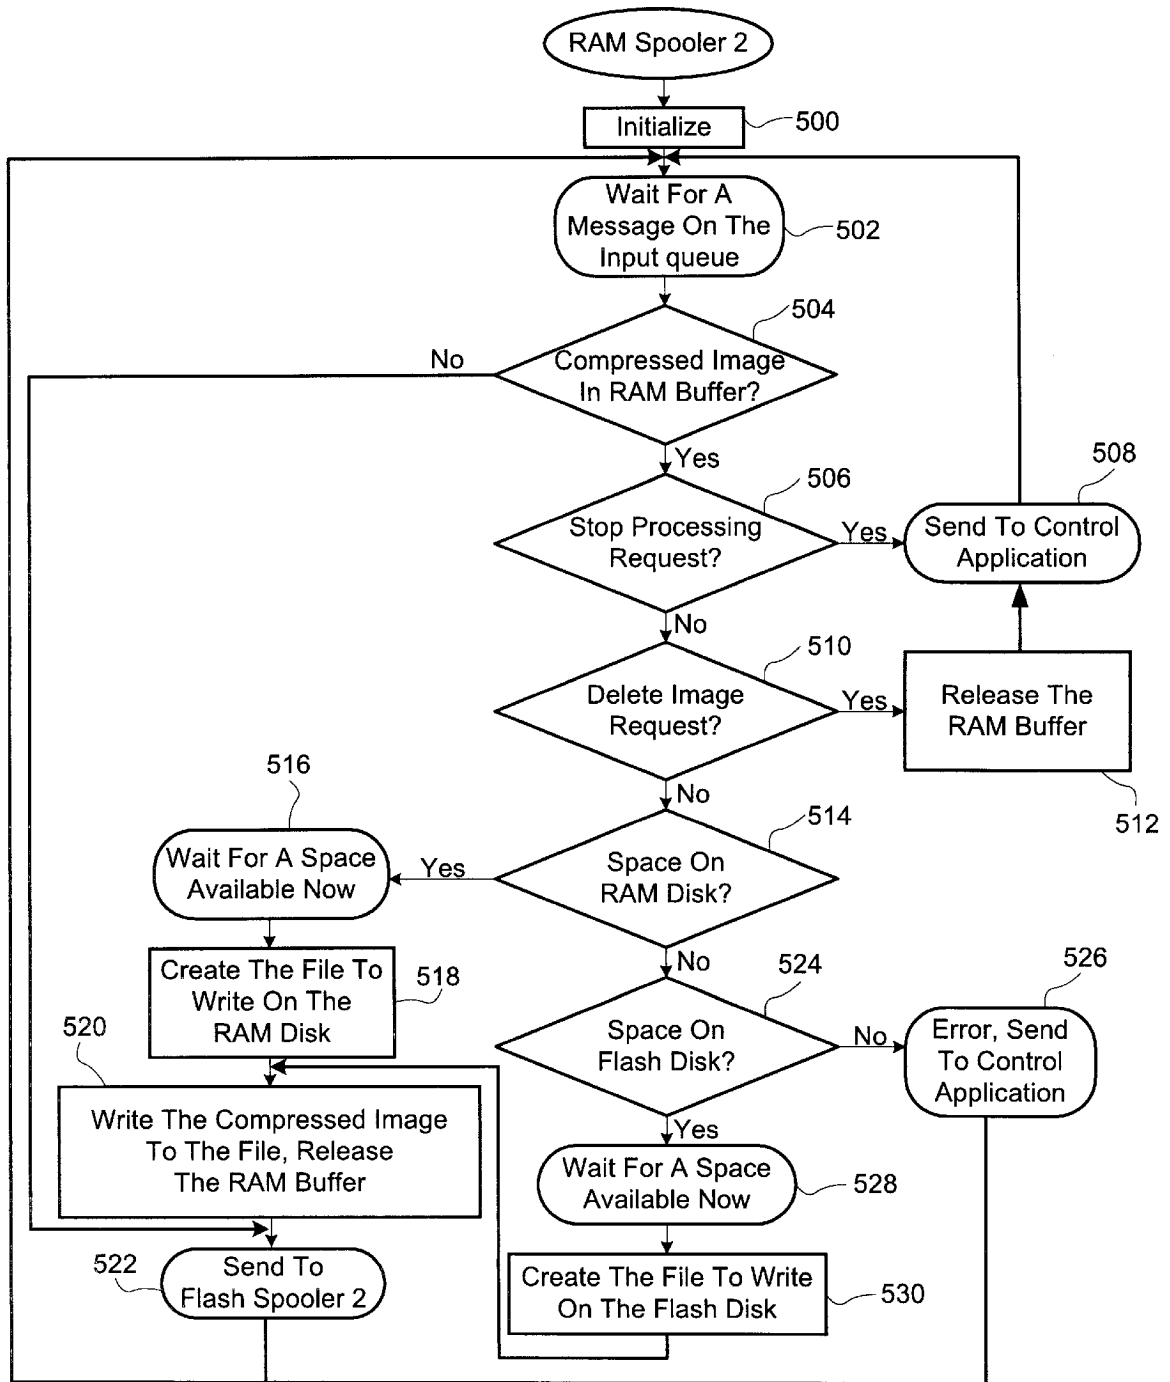 RAM Spooler 2
Initialize
500
Wait For A
Message On The
Input queue
502
504
Compressed Image
In RAM Buffer?
No
Yes
506
Stop Processing
Request?
Yes
508
Send To Control
Application
No
510
Delete Image
Request?
Yes
Release The
RAM Buffer
512
No
514
Space On
RAM Disk?
Yes
516
Wait For A Space
Available Now
Create The File To
Write On The
RAM Disk
518
No
524
Space On
Flash Disk?
No
526
Error, Send
To Control
Application
520
Write The Compressed Image
To The File, Release
The RAM Buffer
Yes
Wait For A Space
Available Now
528
522
Send To
Flash Spooler 2
Create The File To Write
On The Flash Disk
530